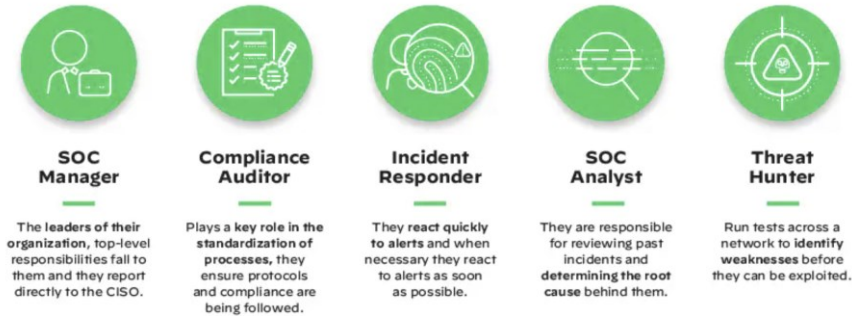 SOC
Manager
The leaders of their
organization, top-level
responsibilities fall to
them and they report
directly to the CISO.
Compliance
Auditor
Plays a key role in the
standardization of
processes, they
ensure protocols
and compliance are
being followed.
Incident
Responder
They react quickly
to alerts and when
necessary they react
to alerts as soon
as possible.
SOC
Analyst
They are responsible
for reviewing past
incidents and
determining the root
cause behind them.
Threat
Hunter
Run tests across a
network to identify
weaknesses before
they can be exploited.